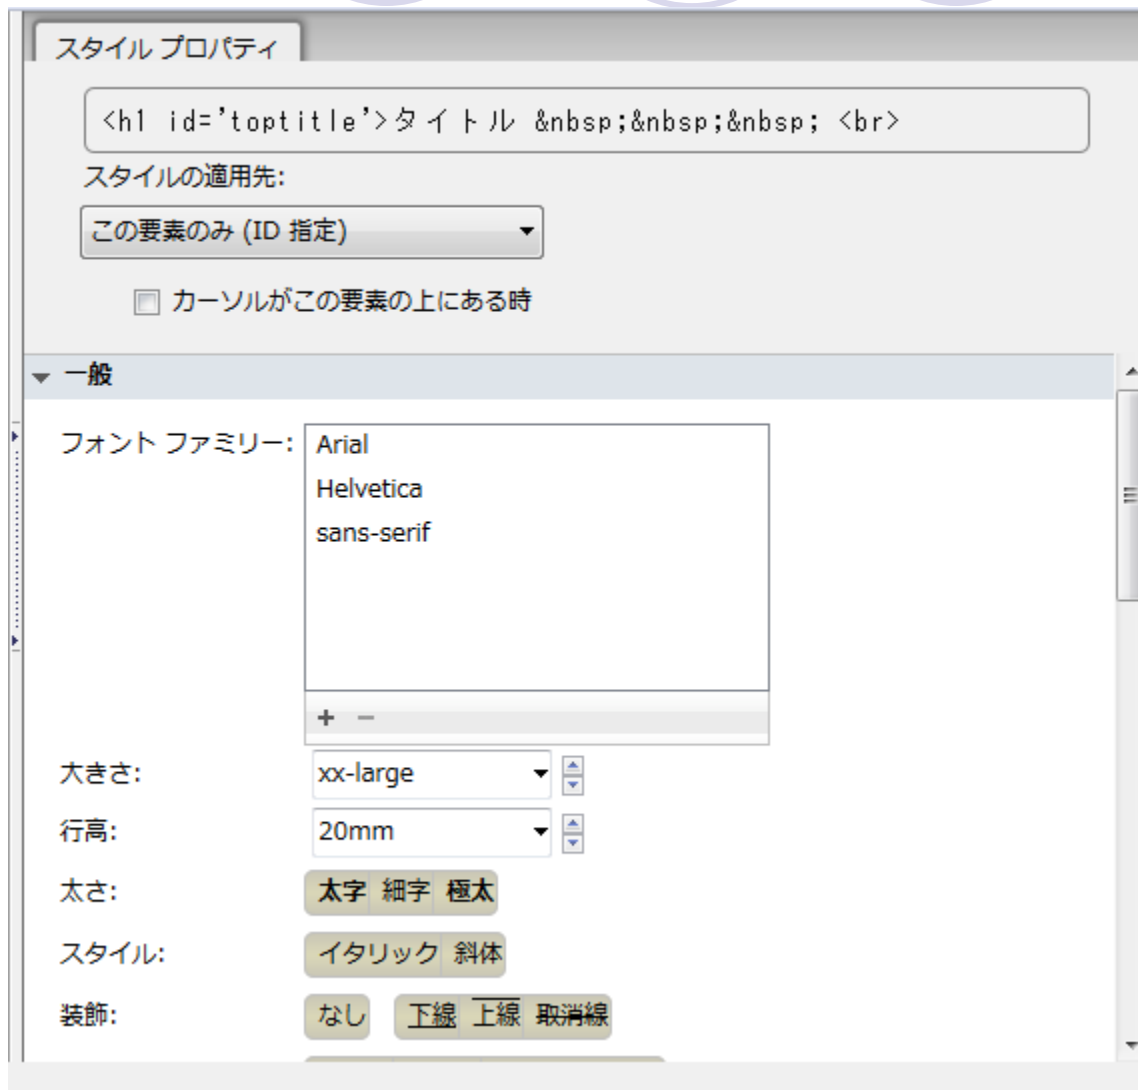 スタイル プロパティ
<h1 id='toptitle'>タイトル &nbsp;&nbsp;&nbsp; <br>
スタイルの適用先:
この要素のみ (ID 指定)
カーソルがこの要素の上にある時
一般
フォント ファミリー: Arial
Helvetica
sans-serif
+ −
大きさ: xx-large
行高: 20mm
太さ: 太字 細字 極太
スタイル: イタリック 斜体
装飾: なし 下線 上線 取消線